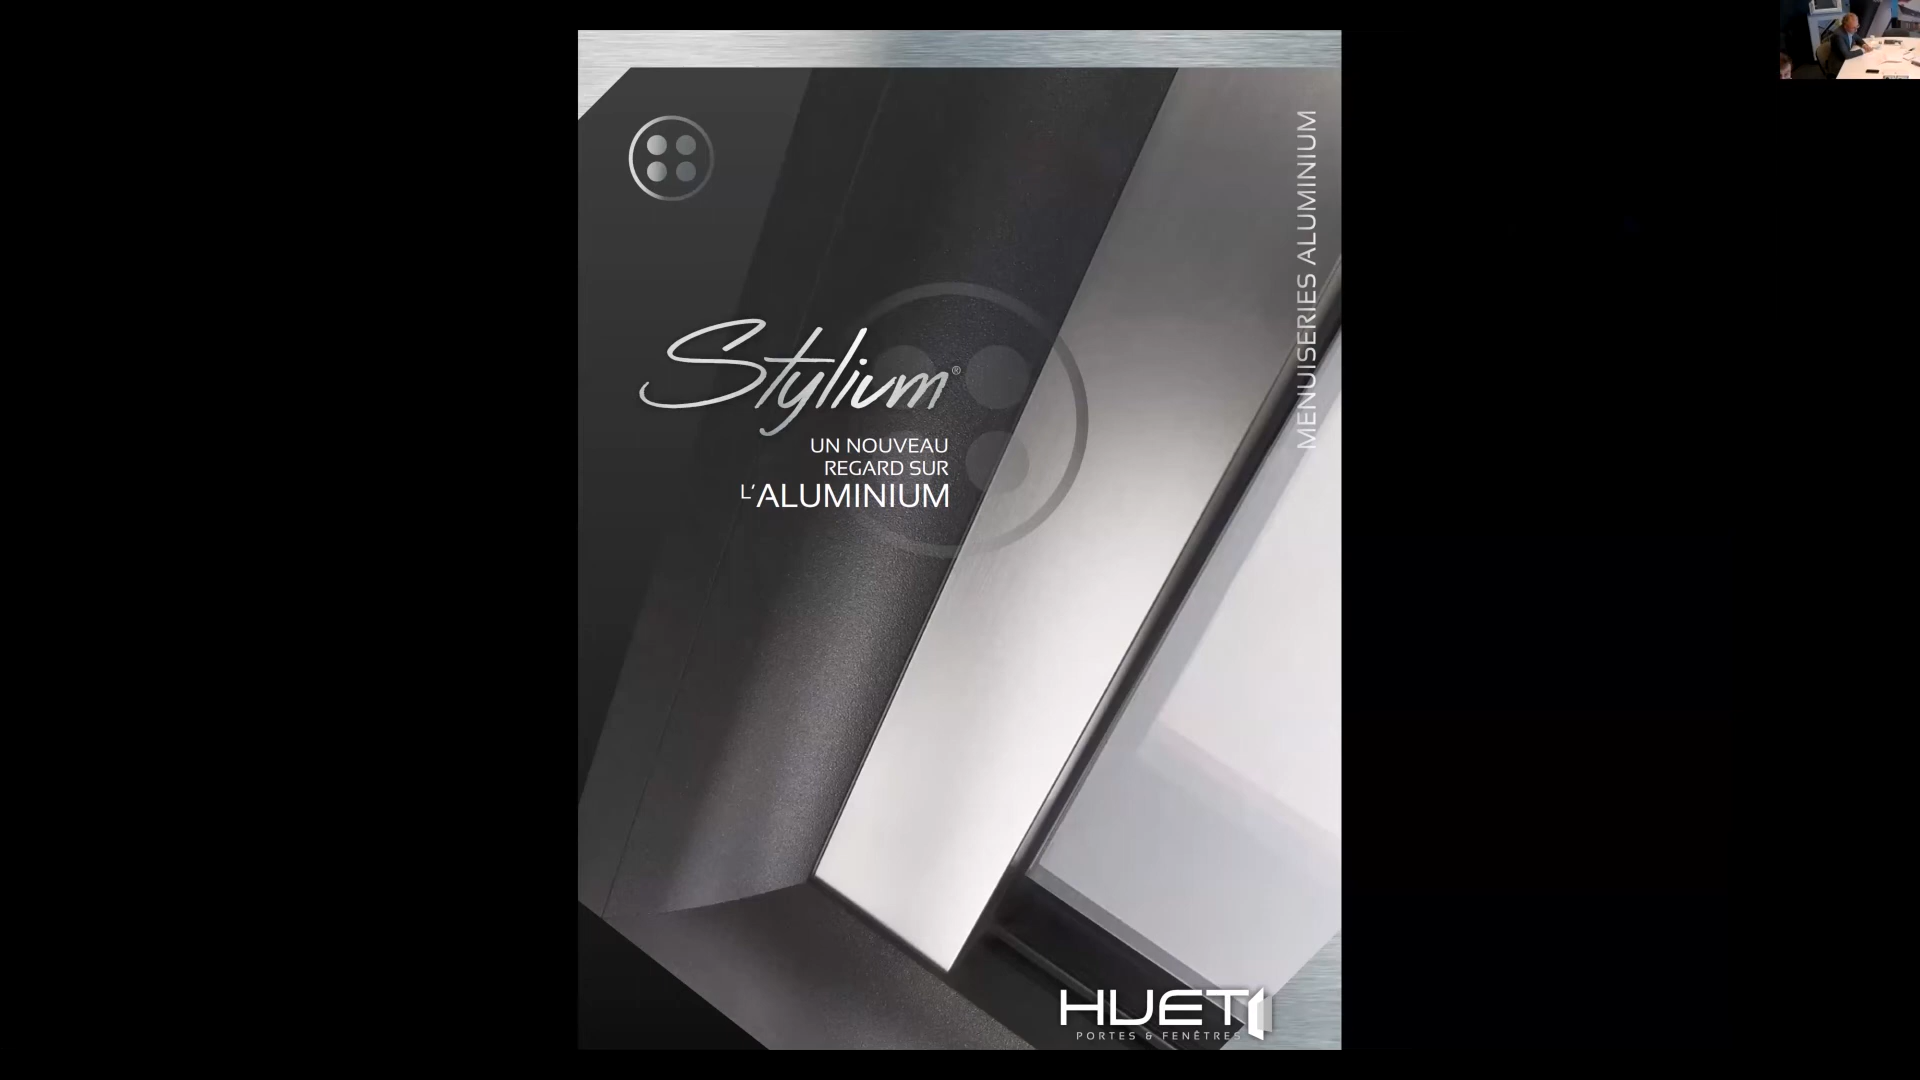 Stylium®
UN NOUVEAU
REGARD SUR
L'ALUMINIUM
MENUISERIES ALUMINIUM
HUET
PORTES & FENÊTRES